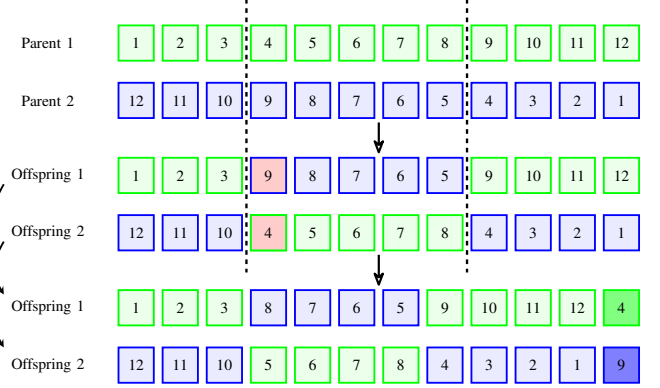 Parent 1 1 2 3 4 5 6 7 8 9 10 11 12
Parent 2 12 11 10 9 8 7 6 5 4 3 2 1
Offspring 1 1 2 3 9 8 7 6 5 9 10 11 12
Offspring 2 12 11 10 4 5 6 7 8 4 3 2 1
Offspring 1 1 2 3 8 7 6 5 9 10 11 12 4
Offspring 2 12 11 10 5 6 7 8 4 3 2 1 9